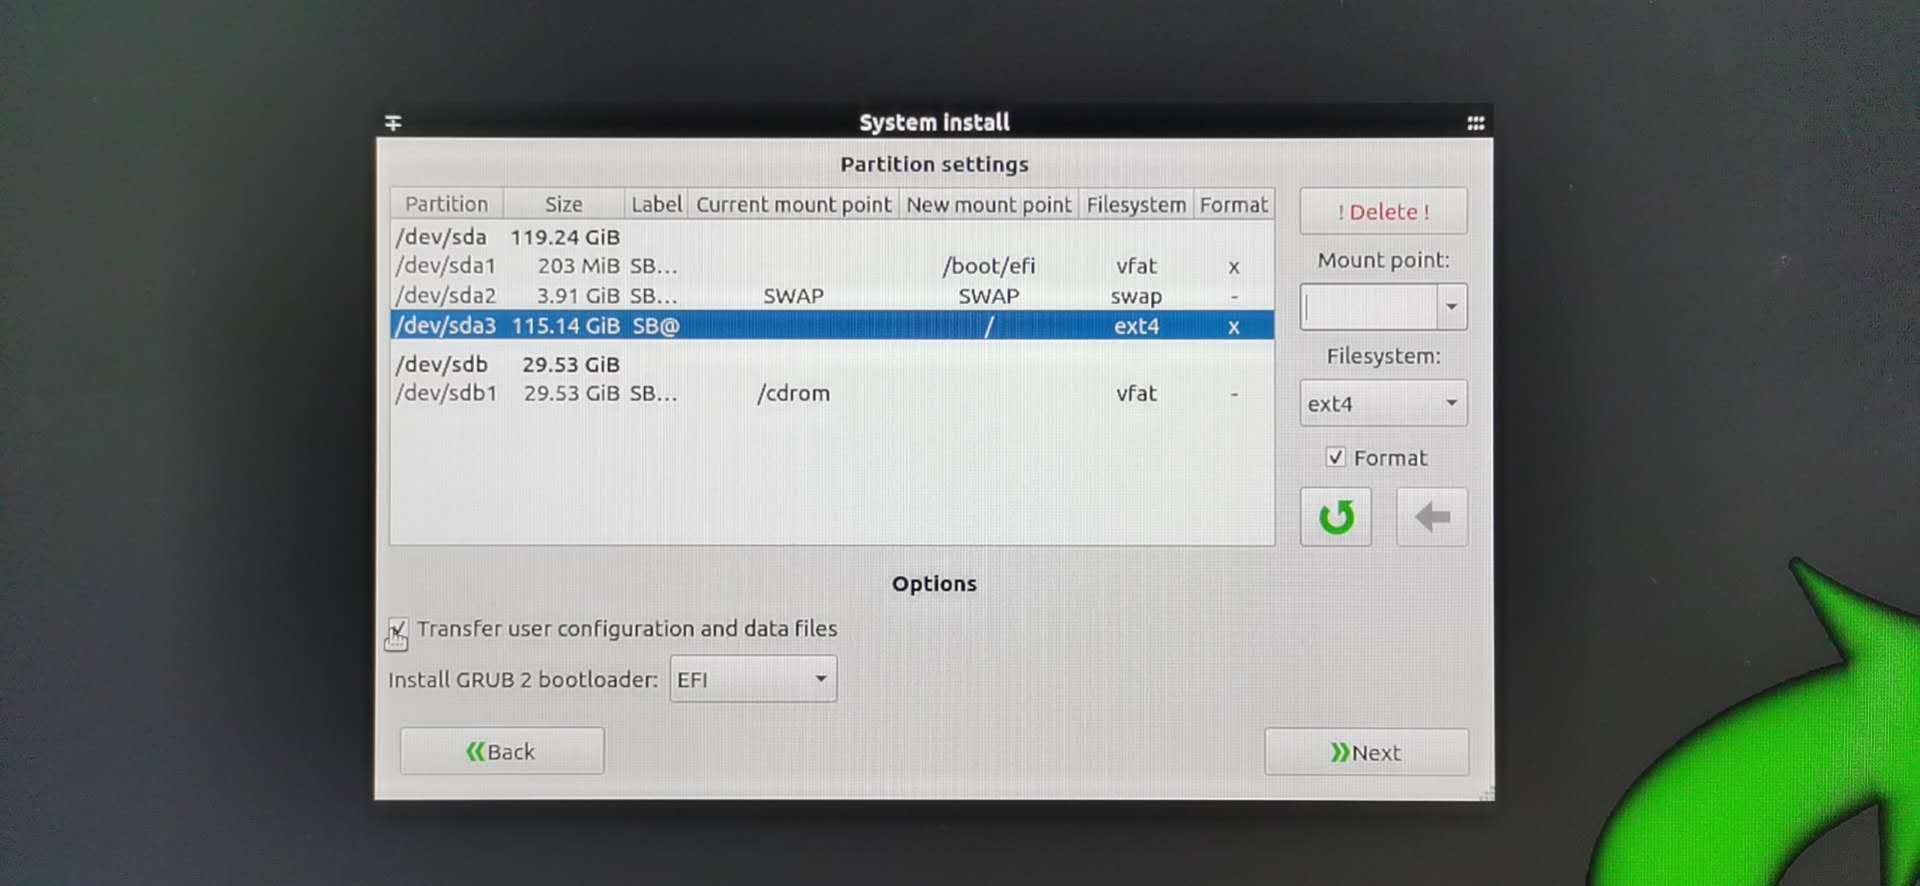 System install
Partition settings
Partition Size Label Current mount point New mount point Filesystem Format
/dev/sda 119.24 GiB
/dev/sda1 203 MiB SB... /boot/efi vfat x
/dev/sda2 3.91 GiB SB... SWAP SWAP swap -
/dev/sda3 115.14 GiB SB@ / ext4 x
/dev/sdb 29.53 GiB
/dev/sdb1 29.53 GiB SB... /cdrom vfat -
! Delete !
Mount point:
Filesystem:
ext4
Format
Options
Transfer user configuration and data files
Install GRUB 2 bootloader: EFI
Back
Next